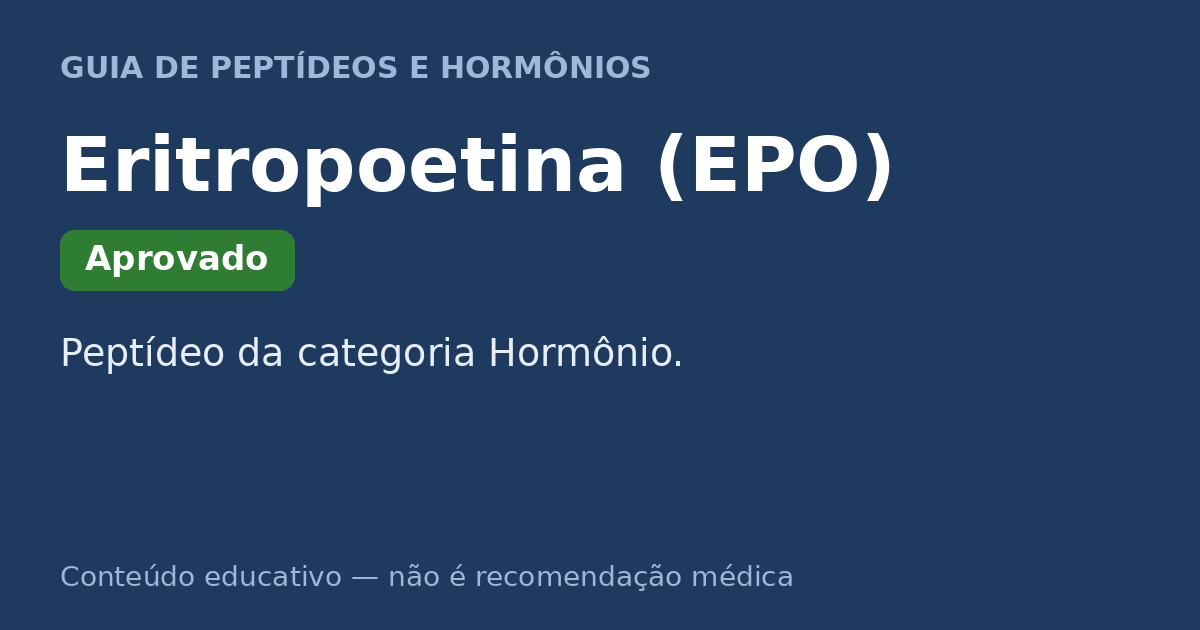 GUIA DE PEPTÍDEOS E HORMÔNIOS
Eritropoetina (EPO)
Aprovado
Peptídeo da categoria Hormônio.
Conteúdo educativo — não é recomendação médica